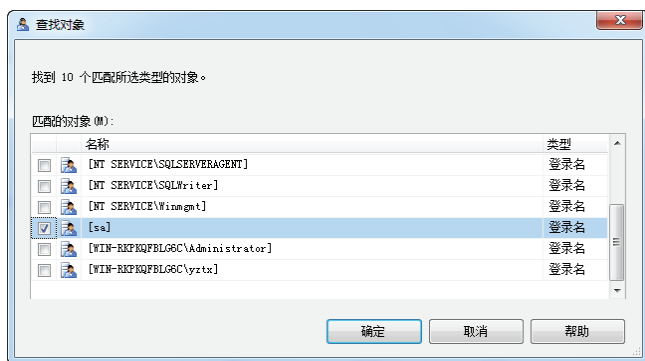 查找对象
找到 10 个匹配所选类型的对象。
匹配的对象(M):
名称 类型
[NT SERVICE\SQLSERVERAGENT] 登录名
[NT SERVICE\SQLWriter] 登录名
[NT SERVICE\Winmgmt] 登录名
[sa] 登录名
[WIN-RKPKQFBLG6C\Administrator] 登录名
[WIN-RKPKQFBLG6C\yztx] 登录名
确定 取消 帮助